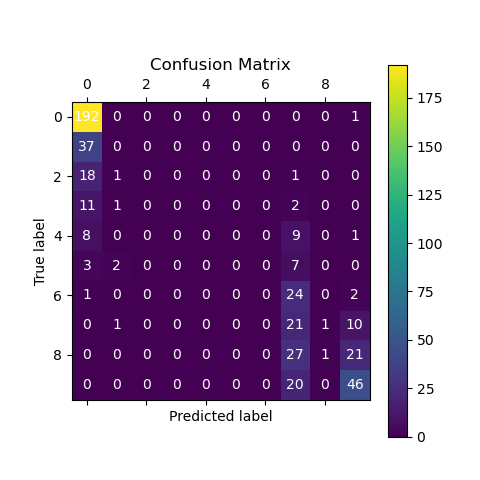 Confusion Matrix
0 2 4 6 8
0 192 0 0 0 0 0 0 0 0 1
37 0 0 0 0 0 0 0 0 0
2 18 1 0 0 0 0 0 1 0 0
11 1 0 0 0 0 0 2 0 0
4 8 0 0 0 0 0 0 9 0 1
3 2 0 0 0 0 0 7 0 0
6 1 0 0 0 0 0 0 24 0 2
0 1 0 0 0 0 0 21 1 10
8 0 0 0 0 0 0 0 27 1 21
0 0 0 0 0 0 0 20 0 46
True label
Predicted label
175
150
125
100
75
50
25
0